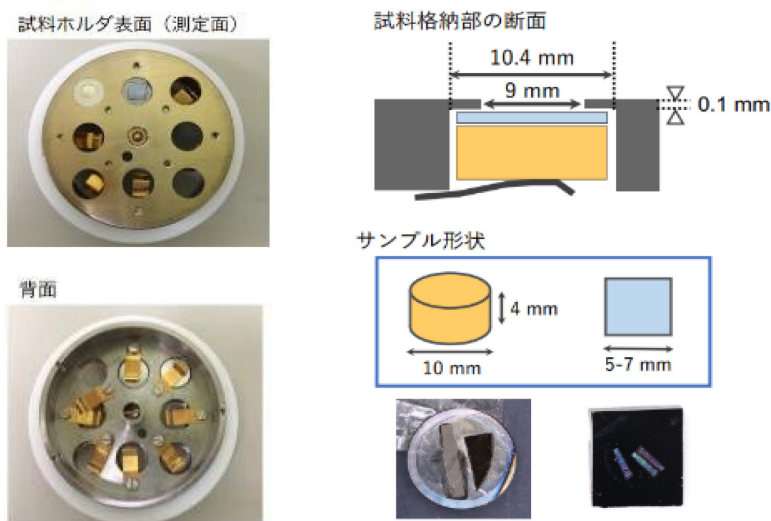 試料ホルダ表面（測定面）
試料格納部の断面
10.4 mm
9 mm
0.1 mm
サンプル形状
背面
4 mm
10 mm
5-7 mm